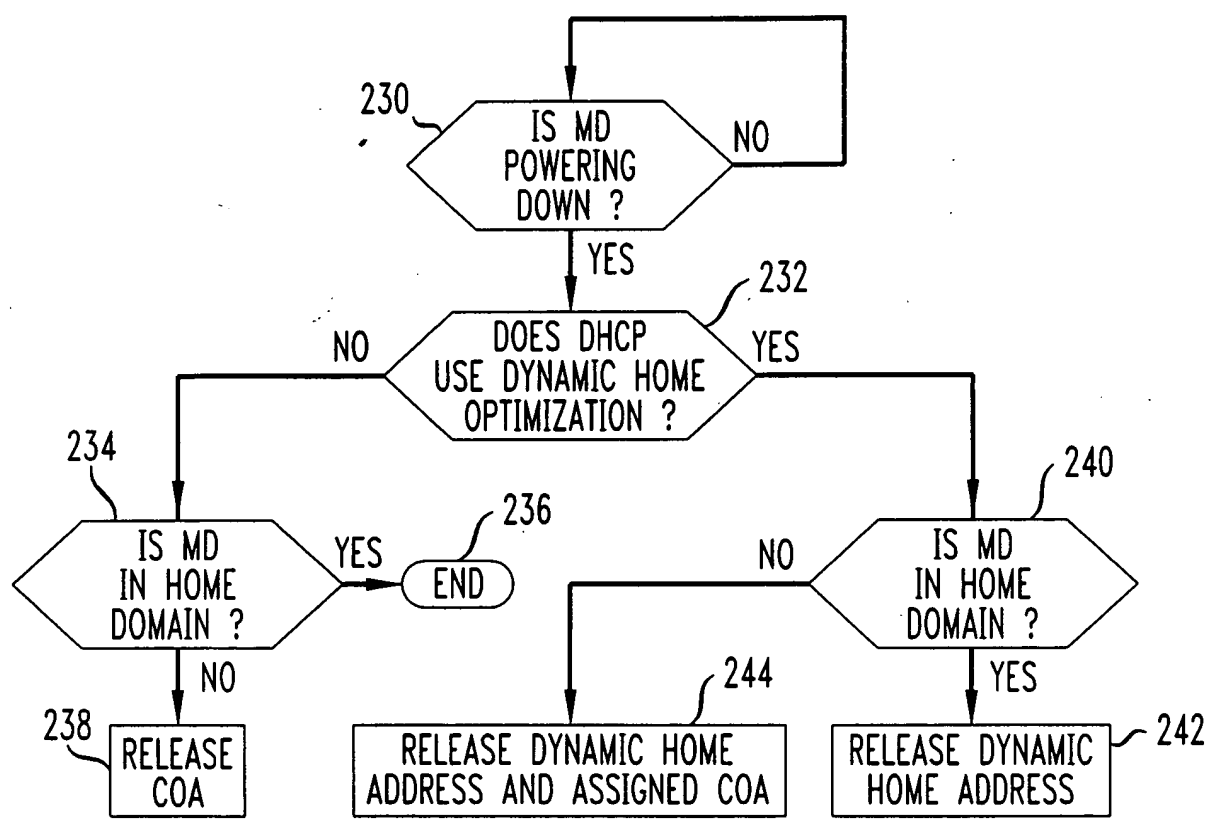 230
IS MD
POWERING
DOWN ?
NO
YES
232
DOES DHCP
USE DYNAMIC HOME
OPTIMIZATION ?
NO
YES
234
IS MD
IN HOME
DOMAIN ?
YES
236
END
NO
238
RELEASE
COA
240
IS MD
IN HOME
DOMAIN ?
NO
YES
244
RELEASE DYNAMIC HOME
ADDRESS AND ASSIGNED COA
242
RELEASE DYNAMIC
HOME ADDRESS